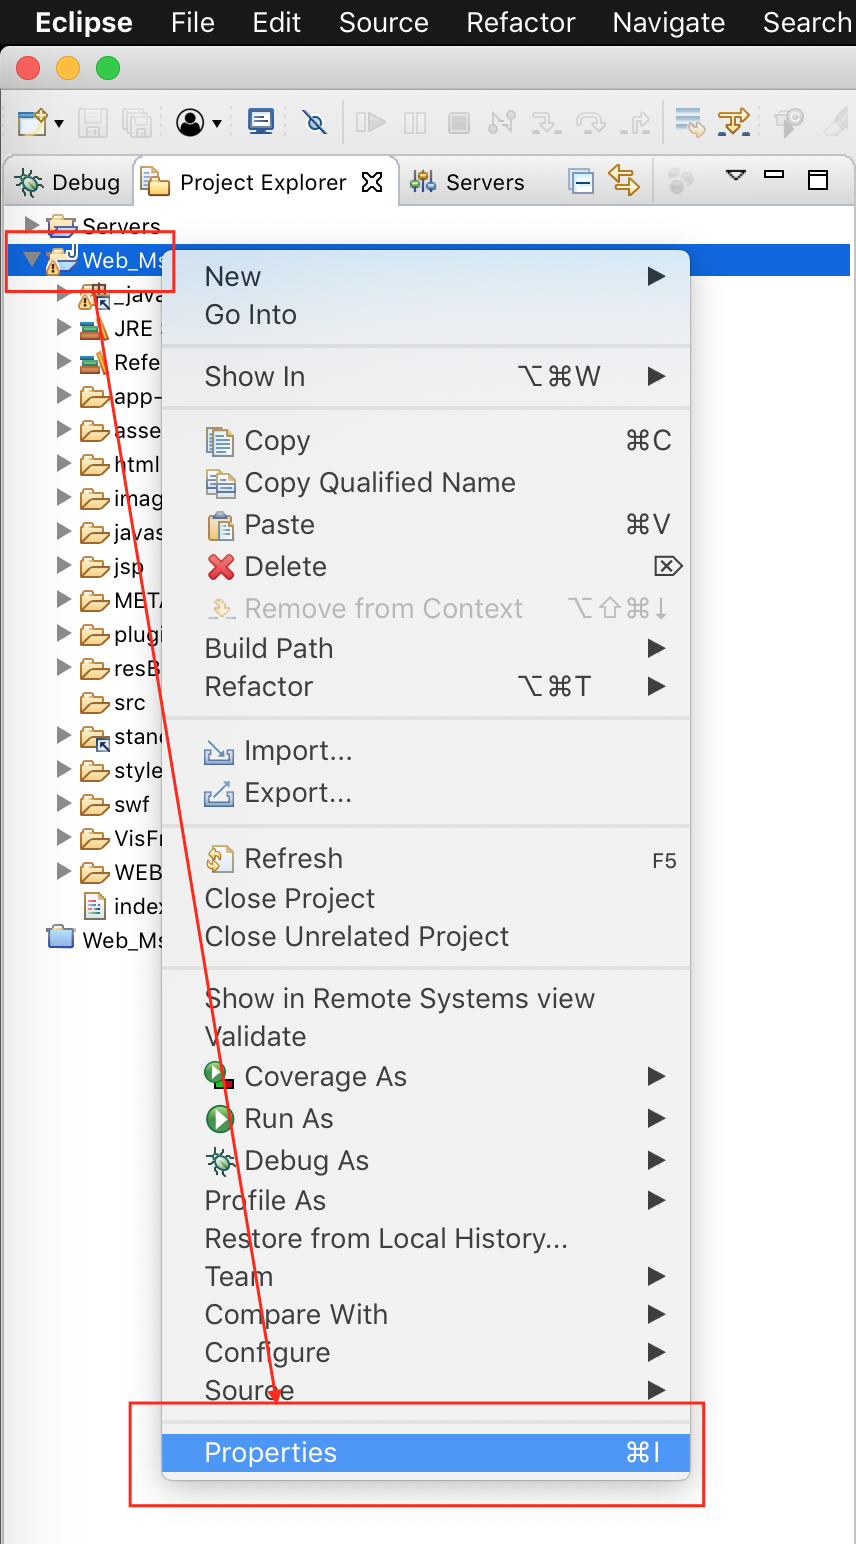 Eclipse File Edit Source Refactor Navigate Search
Debug Project Explorer Servers
Servers
Web_Ms
_java
JRE
Refe
app-
asse
html
imag
javas
jsp
META
plugi
resB
src
stand
style
swf
VisFr
WEB
index
Web_Ms
New
Go Into
Show In ⌥⌘W
Copy ⌘C
Copy Qualified Name
Paste ⌘V
Delete ⌦
Remove from Context ⌥⇧⌘↓
Build Path
Refactor ⌥⌘T
Import...
Export...
Refresh F5
Close Project
Close Unrelated Project
Show in Remote Systems view
Validate
Coverage As
Run As
Debug As
Profile As
Restore from Local History...
Team
Compare With
Configure
Source
Properties ⌘I